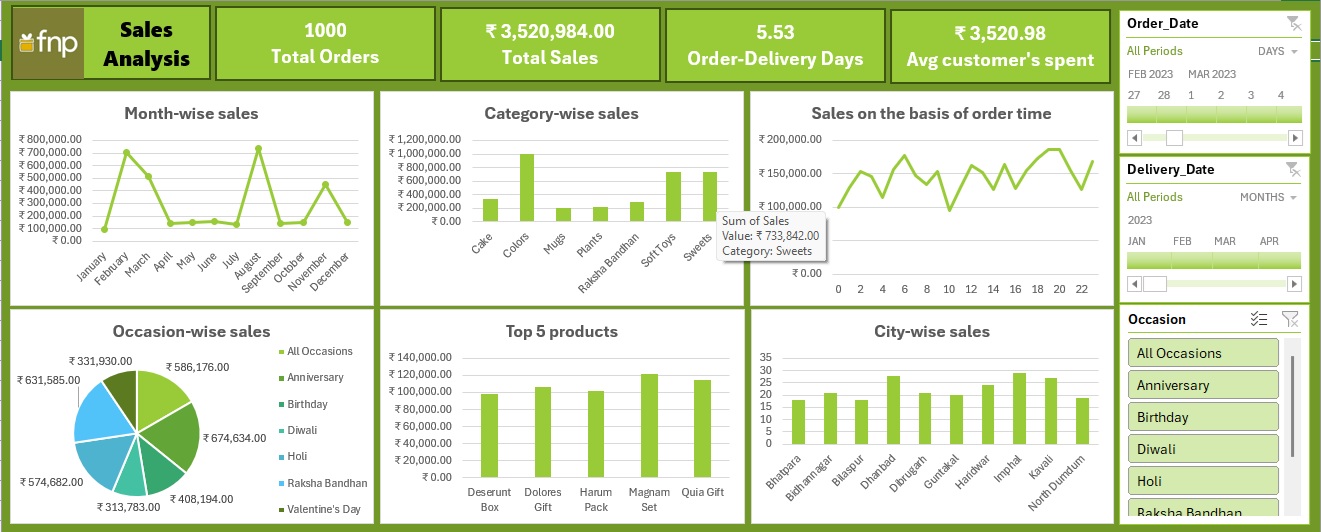 fnp
Sales
Analysis
1000
Total Orders
₹ 3,520,984.00
Total Sales
5.53
Order-Delivery Days
₹ 3,520.98
Avg customer's spent
Order_Date
All Periods
DAYS
FEB 2023 MAR 2023
27 28 1 2 3 4
Delivery_Date
All Periods
MONTHS
2023
JAN FEB MAR APR
Occasion
All Occasions
Anniversary
Birthday
Diwali
Holi
Raksha Bandhan
Month-wise sales
₹ 800,000.00
₹ 700,000.00
₹ 600,000.00
₹ 500,000.00
₹ 400,000.00
₹ 300,000.00
₹ 200,000.00
₹ 100,000.00
₹ 0.00
January
February
March
April
May
June
July
August
September
October
November
December
Category-wise sales
₹ 1,200,000.00
₹ 1,000,000.00
₹ 800,000.00
₹ 600,000.00
₹ 400,000.00
₹ 200,000.00
₹ 0.00
Cake
Colors
Mugs
Plants
Raksha Bandhan
Soft Toys
Sweets
Sum of Sales
Value: ₹ 733,842.00
Category: Sweets
Sales on the basis of order time
₹ 200,000.00
₹ 150,000.00
₹ 100,000.00
₹ 0.00
0 2 4 6 8 10 12 14 16 18 20 22
Occasion-wise sales
₹ 331,930.00
₹ 586,176.00
₹ 631,585.00
₹ 674,634.00
₹ 574,682.00
₹ 408,194.00
₹ 313,783.00
All Occasions
Anniversary
Birthday
Diwali
Holi
Raksha Bandhan
Valentine's Day
Top 5 products
₹ 140,000.00
₹ 120,000.00
₹ 100,000.00
₹ 80,000.00
₹ 60,000.00
₹ 40,000.00
₹ 20,000.00
₹ 0.00
Deserunt
Box
Dolores
Gift
Harum
Pack
Magnam
Set
Quia Gift
City-wise sales
35
30
25
20
15
10
5
0
Bhatpara
Bidhannagar
Bilaspur
Dhanbad
Dibrugarh
Guntakal
Haridwar
Imphal
Kavali
North Dumdum